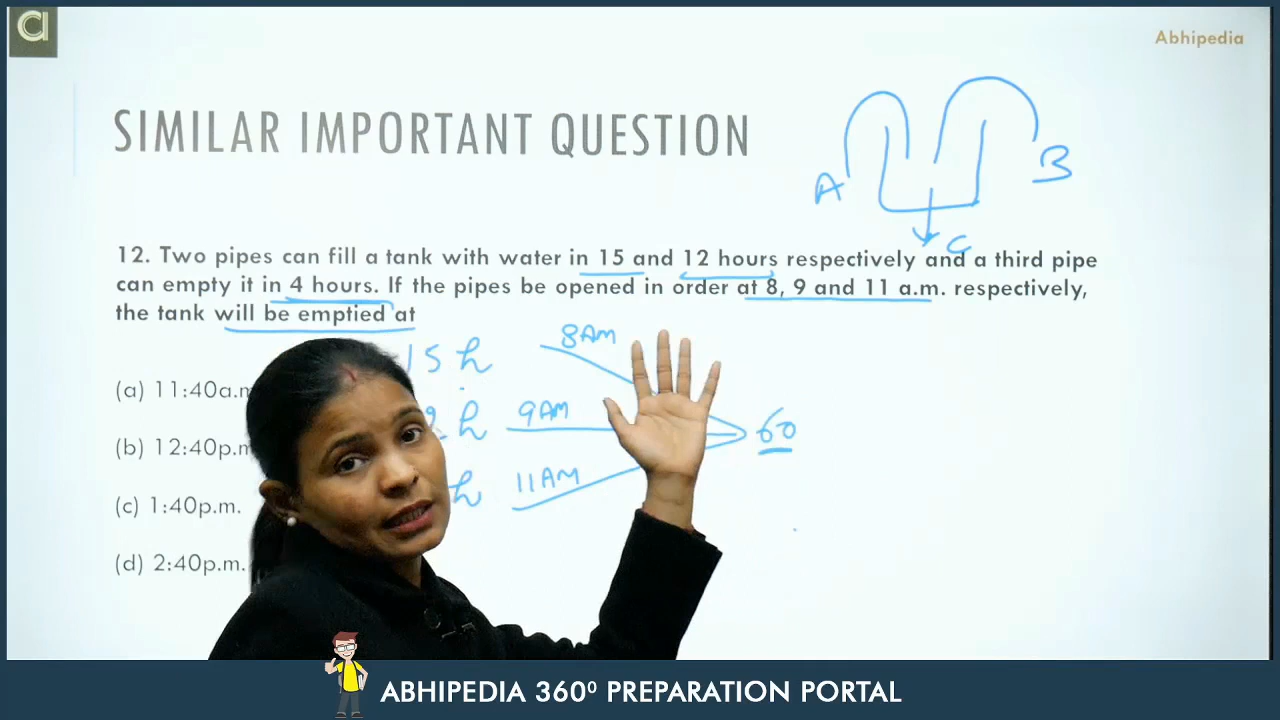 a
Abhipedia
SIMILAR IMPORTANT QUESTION
A
B
C
12. Two pipes can fill a tank with water in 15 and 12 hours respectively and a third pipe
can empty it in 4 hours. If the pipes be opened in order at 8, 9 and 11 a.m. respectively,
the tank will be emptied at
15 h 8AM
(a) 11:40a.m
2 h 9AM 60
(b) 12:40p.m
h 11AM
(c) 1:40p.m.
(d) 2:40p.m.
ABHIPEDIA 360⁰ PREPARATION PORTAL